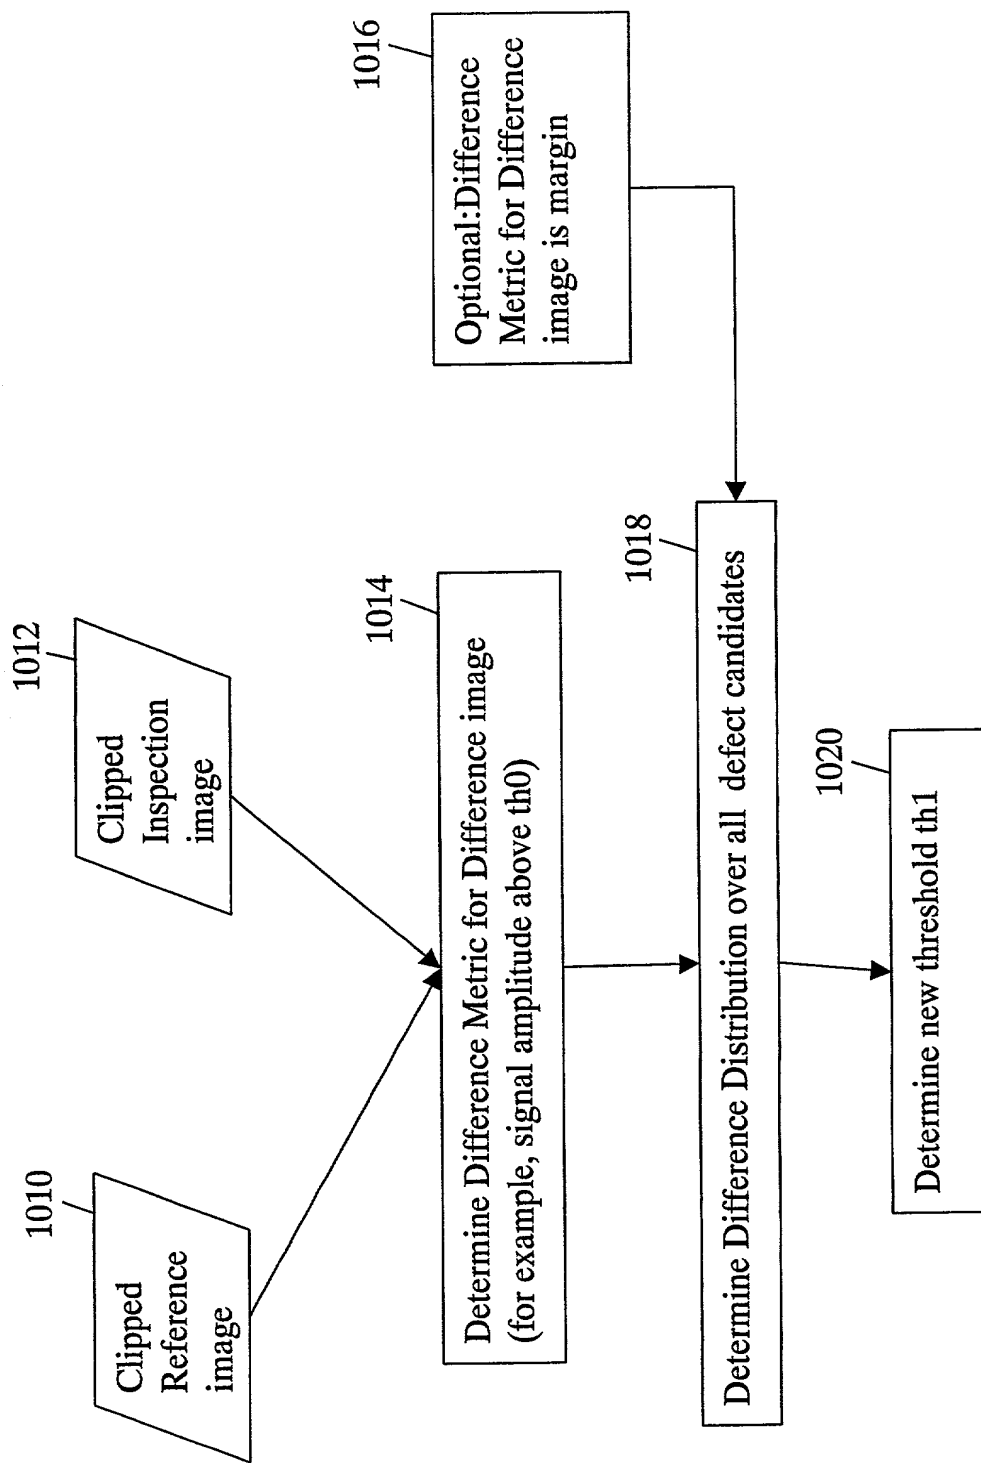 1010
Clipped
Reference
image
1012
Clipped
Inspection
image
1014
Determine Difference Metric for Difference image
(for example, signal amplitude above th0)
1016
Optional:Difference
Metric for Difference
image is margin
1018
Determine Difference Distribution over all defect candidates
1020
Determine new threshold th1